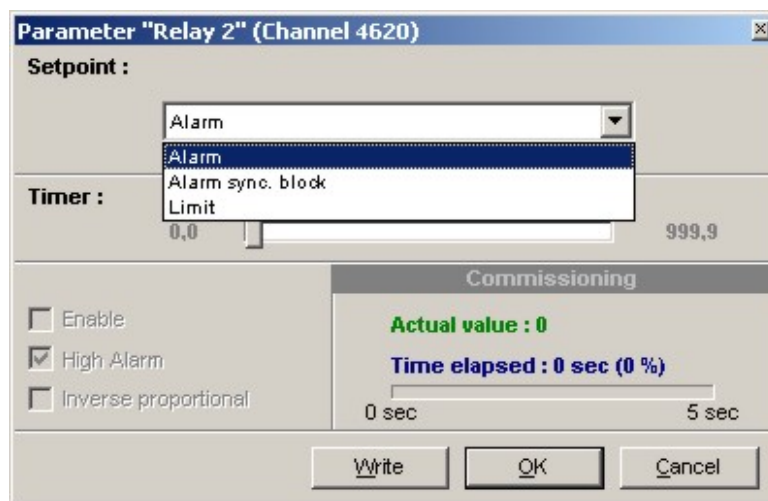 Parameter "Relay 2" (Channel 4620)
Setpoint :
Alarm
Alarm
Alarm sync. block
Limit
Timer :
0,0
999,9
Enable
High Alarm
Inverse proportional
Commissioning
Actual value : 0
Time elapsed : 0 sec (0 %)
0 sec 5 sec
Write OK Cancel